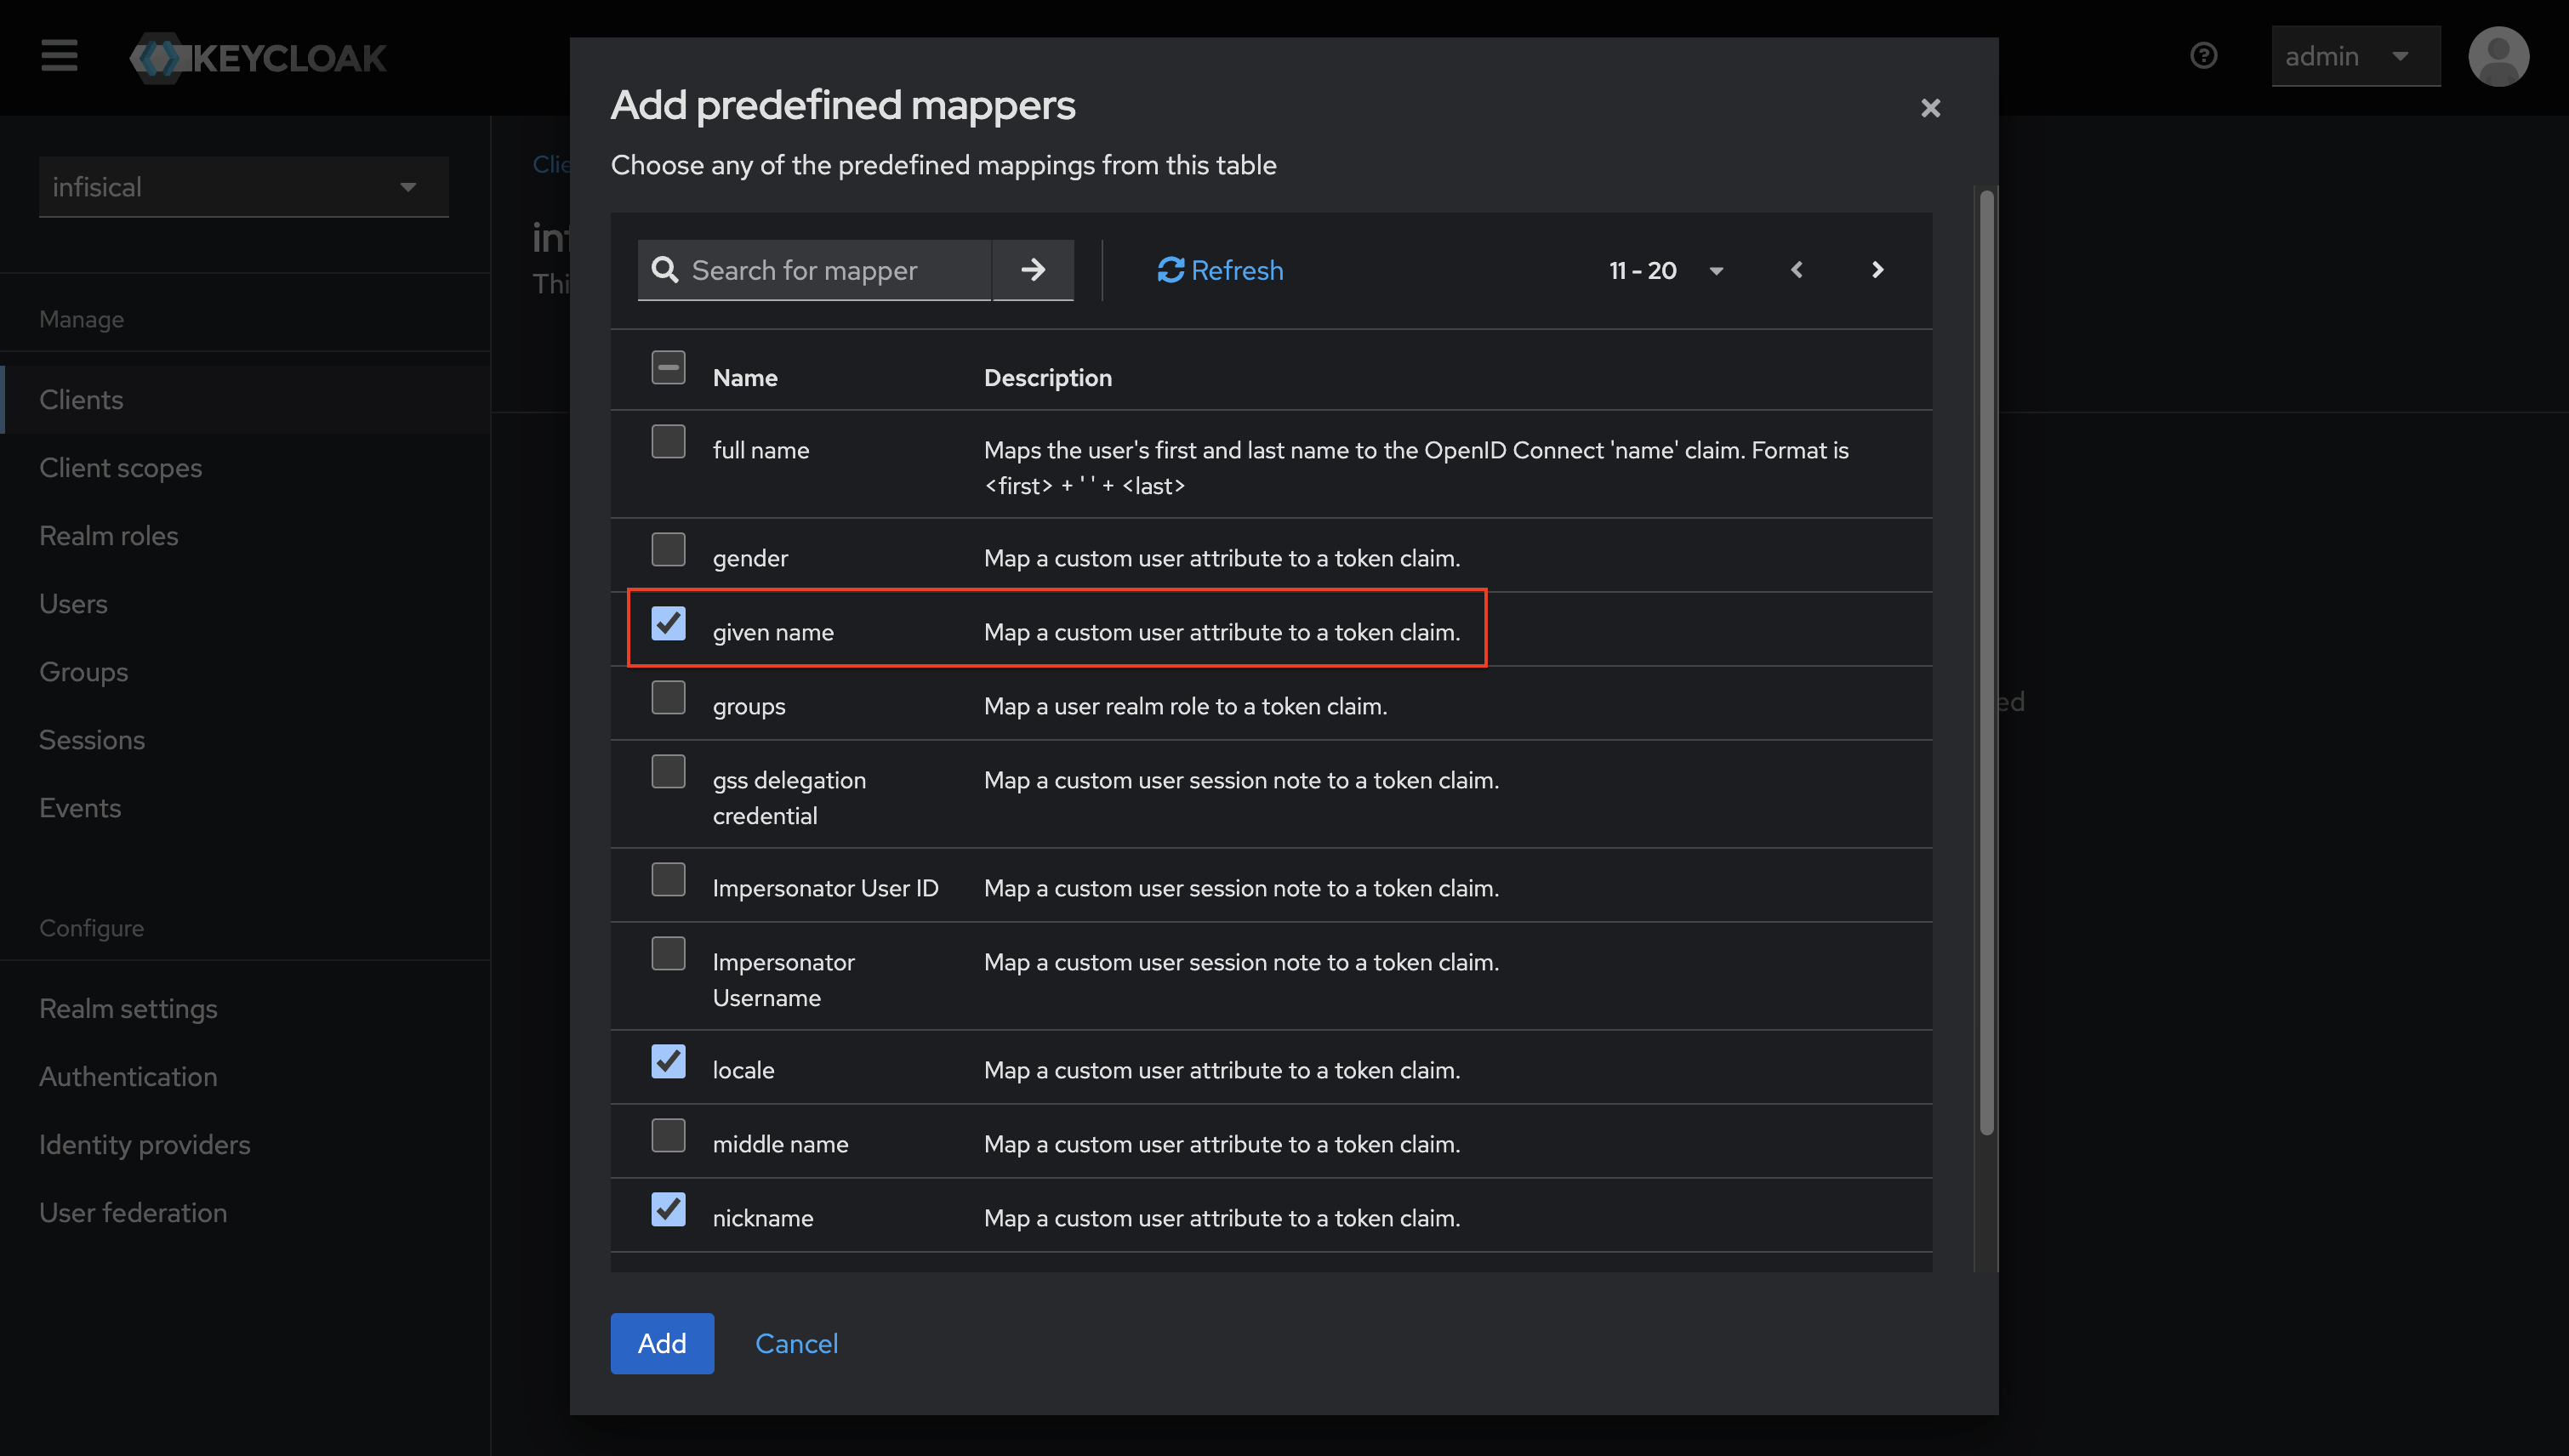 KEYCLOAK
admin
infisical
Manage
Clients
Client scopes
Realm roles
Users
Groups
Sessions
Events
Configure
Realm settings
Authentication
Identity providers
User federation
Add predefined mappers
Choose any of the predefined mappings from this table
Search for mapper
Refresh
11 - 20
Name Description
full name Maps the user's first and last name to the OpenID Connect 'name' claim. Format is
<first> + ' ' + <last>
gender Map a custom user attribute to a token claim.
given name Map a custom user attribute to a token claim.
groups Map a user realm role to a token claim.
gss delegation Map a custom user session note to a token claim.
credential
Impersonator User ID Map a custom user session note to a token claim.
Impersonator Map a custom user session note to a token claim.
Username
locale Map a custom user attribute to a token claim.
middle name Map a custom user attribute to a token claim.
nickname Map a custom user attribute to a token claim.
Add Cancel